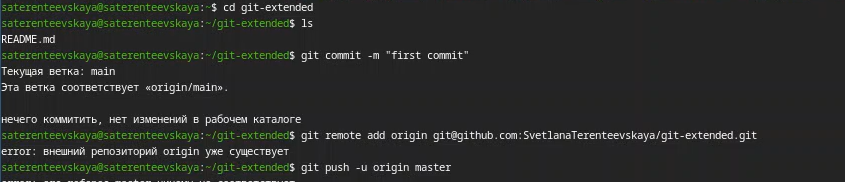 saterenteevskaya@saterenteevskaya:~$ cd git-extended
saterenteevskaya@saterenteevskaya:~/git-extended$ ls
README.md
saterenteevskaya@saterenteevskaya:~/git-extended$ git commit -m "first commit"
Текущая ветка: main
Эта ветка соответствует «origin/main».
нечего коммитить, нет изменений в рабочем каталоге
saterenteevskaya@saterenteevskaya:~/git-extended$ git remote add origin git@github.com:SvetlanaTerenteevskaya/git-extended.git
error: внешний репозиторий origin уже существует
saterenteevskaya@saterenteevskaya:~/git-extended$ git push -u origin master